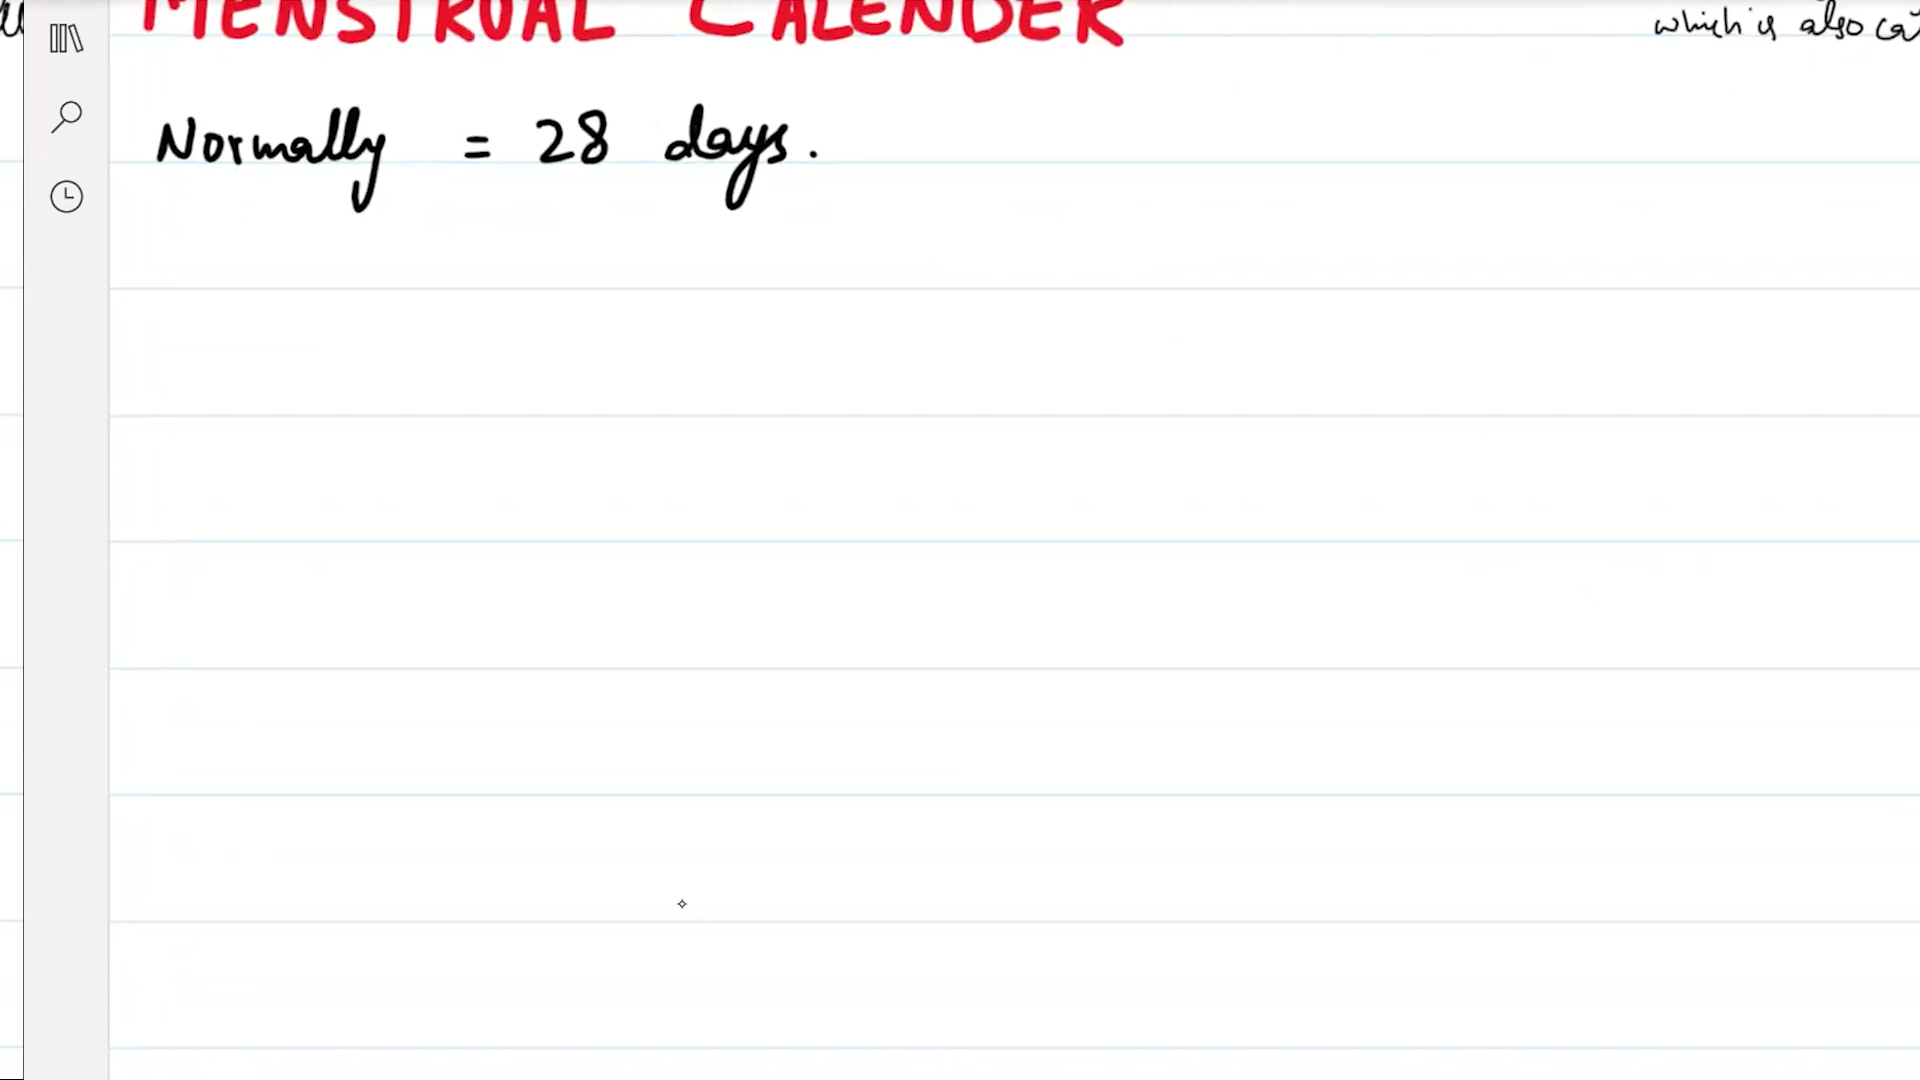 MENSTRUAL CALENDER
which is also
Normally = 28 days.